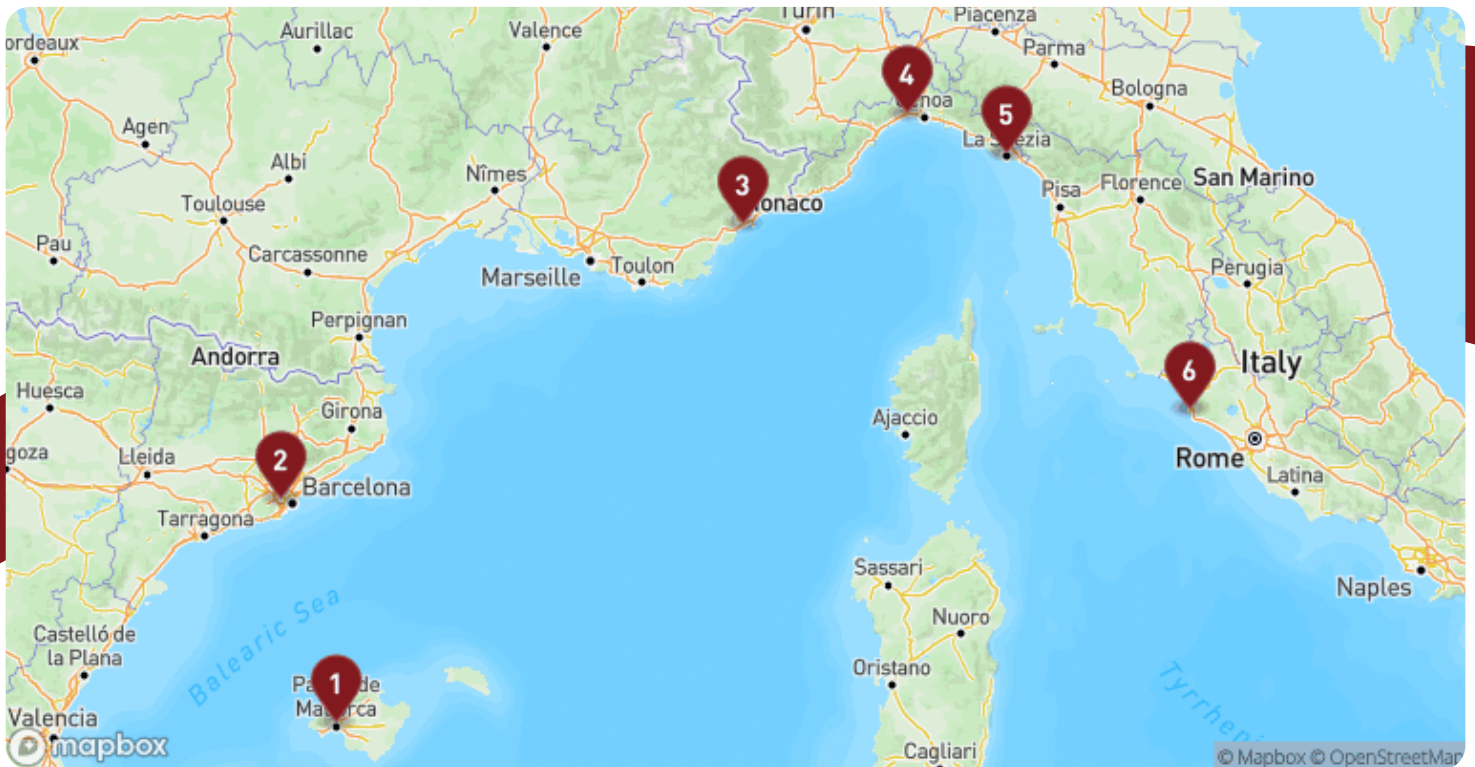 Turin
Piacenza
Aurillac
Valence
ordeaux
Parma
4
Bologna
noa
5
Agen
La Spezia
Albi
Nîmes
3
Pisa
Florence
San Marino
Toulouse
onaco
Pau
Carcassonne
Marseille
Toulon
Perugia
Perpignan
Andorra
Italy
6
Huesca
Girona
Ajaccio
goza
Lleida
2
Rome
Barcelona
Latina
Tarragona
Sassari
Naples
Balearic Sea
Nuoro
Castelló de
la Plana
Oristano
1
Palma de
Mallorca
Tyrrheni
Valencia
mapbox
Cagliari
© Mapbox © OpenStreetMap